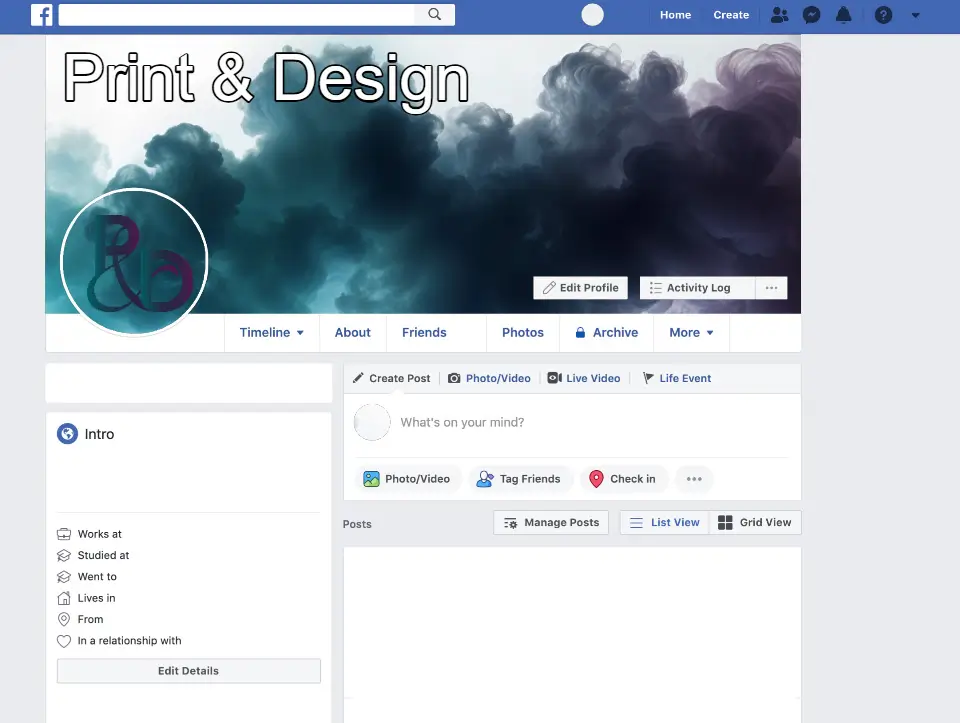 f
Home Create ?
Print & Design
P&D
Edit Profile Activity Log ...
Timeline About Friends Photos Archive More
Create Post Photo/Video Live Video Life Event
What's on your mind?
Photo/Video Tag Friends Check in ...
Intro
Works at
Studied at
Went to
Lives in
From
In a relationship with
Edit Details
Posts Manage Posts List View Grid View